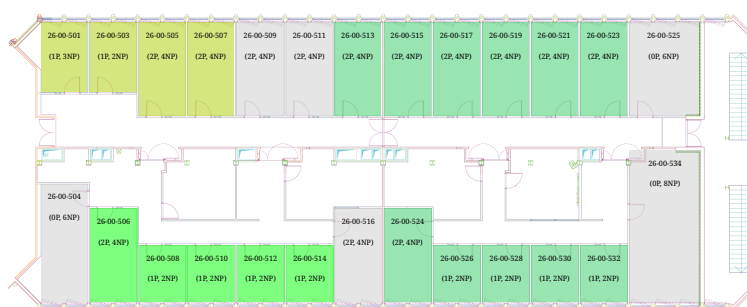 26-00-501
(1P, 3NP)
26-00-503
(1P, 2NP)
26-00-505
(2P, 4NP)
26-00-507
(2P, 4NP)
26-00-509
(2P, 4NP)
26-00-511
(2P, 4NP)
26-00-513
(2P, 4NP)
26-00-515
(2P, 4NP)
26-00-517
(2P, 4NP)
26-00-519
(2P, 4NP)
26-00-521
(2P, 4NP)
26-00-523
(2P, 4NP)
26-00-525
(0P, 6NP)
26-00-534
(0P, 8NP)
26-00-504
(0P, 6NP)
26-00-506
(2P, 4NP)
26-00-516
(2P, 4NP)
26-00-524
(2P, 4NP)
26-00-508
(1P, 2NP)
26-00-510
(1P, 2NP)
26-00-512
(1P, 2NP)
26-00-514
(1P, 2NP)
26-00-526
(1P, 2NP)
26-00-528
(1P, 2NP)
26-00-530
(1P, 2NP)
26-00-532
(1P, 2NP)